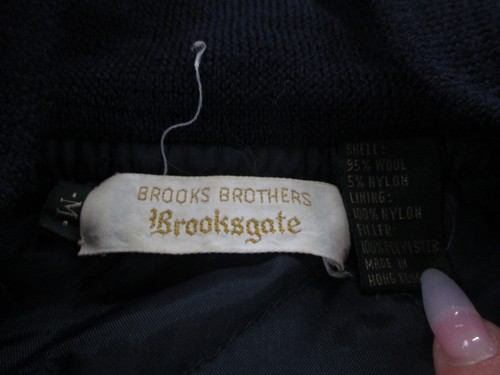 BROOKS BROTHERS
Brooksgate
-M-
SHELL:
95% WOOL
5% NYLON
LINING:
100% NYLON
FILLER:
100% POLYESTER
MADE IN
HONG KONG